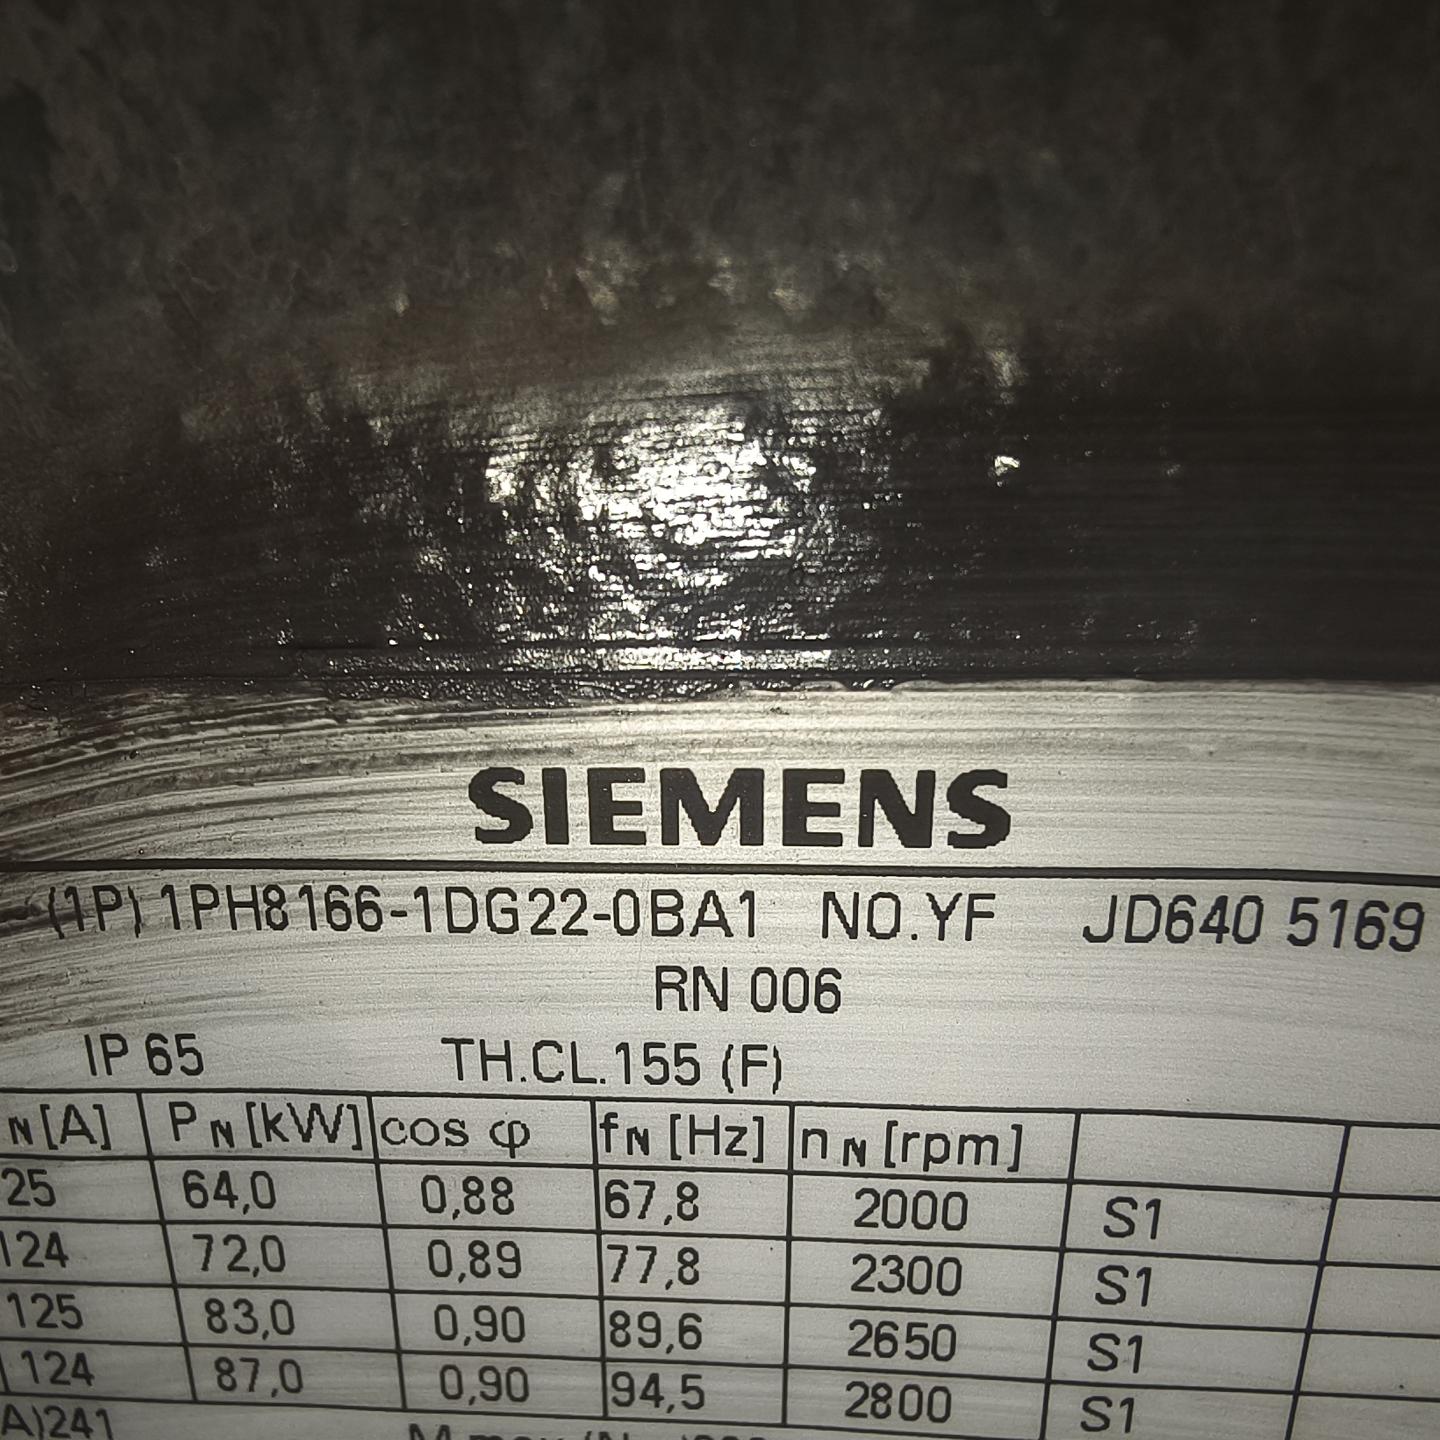 SIEMENS
(1P) 1PH8166-1DG22-0BA1 NO.YF JD640 5169
RN 006
IP 65 TH.CL.155 (F)
N [A] P N [kW] cos φ f N [Hz] n N [rpm]
25 64,0 0,88 67,8 2000 S1
124 72,0 0,89 77,8 2300 S1
125 83,0 0,90 89,6 2650 S1
124 87,0 0,90 94,5 2800 S1
A)241